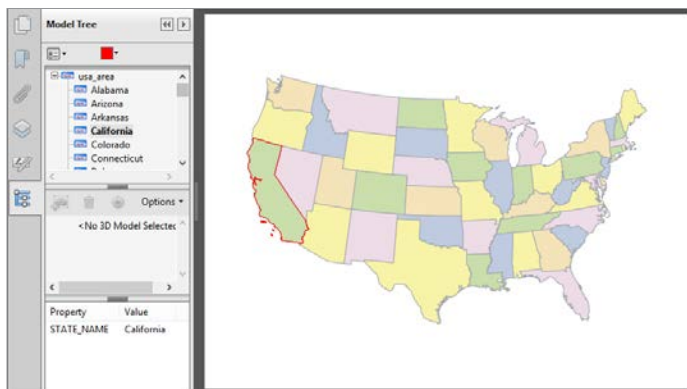 Model Tree
usa_area
Alabama
Arizona
Arkansas
California
Colorado
Connecticut
Options
<No 3D Model Selected
Property Value
STATE_NAME California